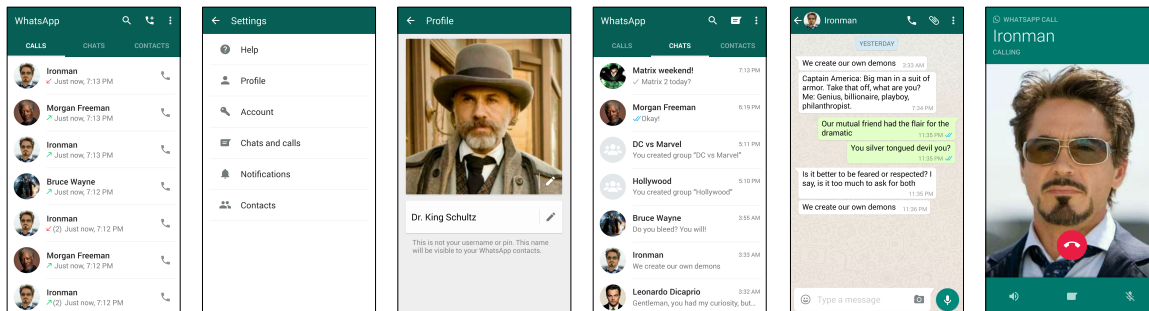 WhatsApp
CALLS CHATS CONTACTS
Ironman
Just now, 7:13 PM
Morgan Freeman
Just now, 7:13 PM
Ironman
Just now, 7:13 PM
Bruce Wayne
Just now, 7:12 PM
Ironman
(2) Just now, 7:12 PM
Morgan Freeman
Just now, 7:12 PM
Ironman
(2) Just now, 7:12 PM
Settings
Help
Profile
Account
Chats and calls
Notifications
Contacts
Profile
Dr. King Schultz
This is not your username or pin. This name
will be visible to your WhatsApp contacts.
WhatsApp
CALLS CHATS CONTACTS
Matrix weekend! 7:13 PM
Matrix 2 today?
Morgan Freeman 6:19 PM
Okay!
DC vs Marvel 5:11 PM
You created group "DC vs Marvel"
Hollywood 5:10 PM
You created group "Hollywood"
Bruce Wayne 3:55 AM
Do you bleed? You will!
Ironman 3:33 AM
We create our own demons
Leonardo Dicaprio 3:32 AM
Gentleman, you had my curiosity, but...
Ironman
YESTERDAY
We create our own demons 3:33 AM
Captain America: Big man in a suit of
armor. Take that off, what are you?
Me: Genius, billionaire, playboy,
philanthropist. 7:34 PM
Our mutual friend had the flair for the
dramatic 11:35 PM
You silver tongued devil you?
11:35 PM
Is it better to be feared or respected? I
say, is it too much to ask for both
11:35 PM
We create our own demons 11:36 PM
Type a message
WHATSAPP CALL
Ironman
CALLING